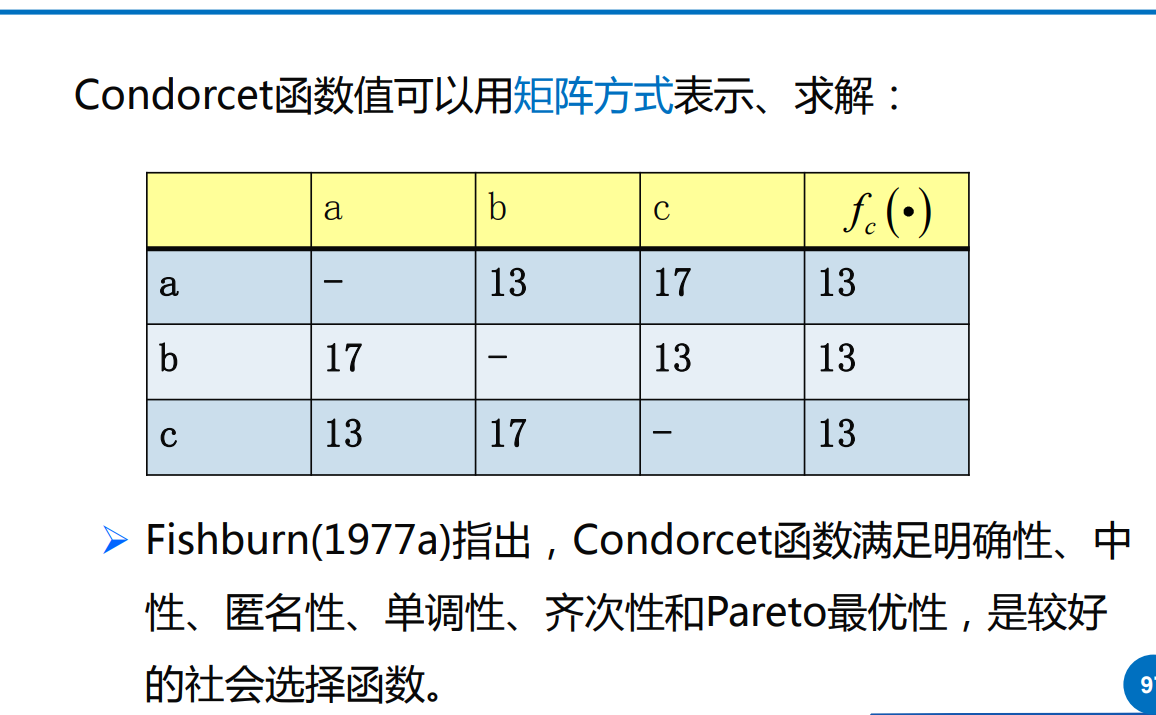 Condorcet函数值可以用矩阵方式表示、求解：
a b c f_c(•)
a – 13 17 13
b 17 – 13 13
c 13 17 – 13
➢ Fishburn(1977a)指出，Condorcet函数满足明确性、中
性、匿名性、单调性、齐次性和Pareto最优性，是较好
的社会选择函数。